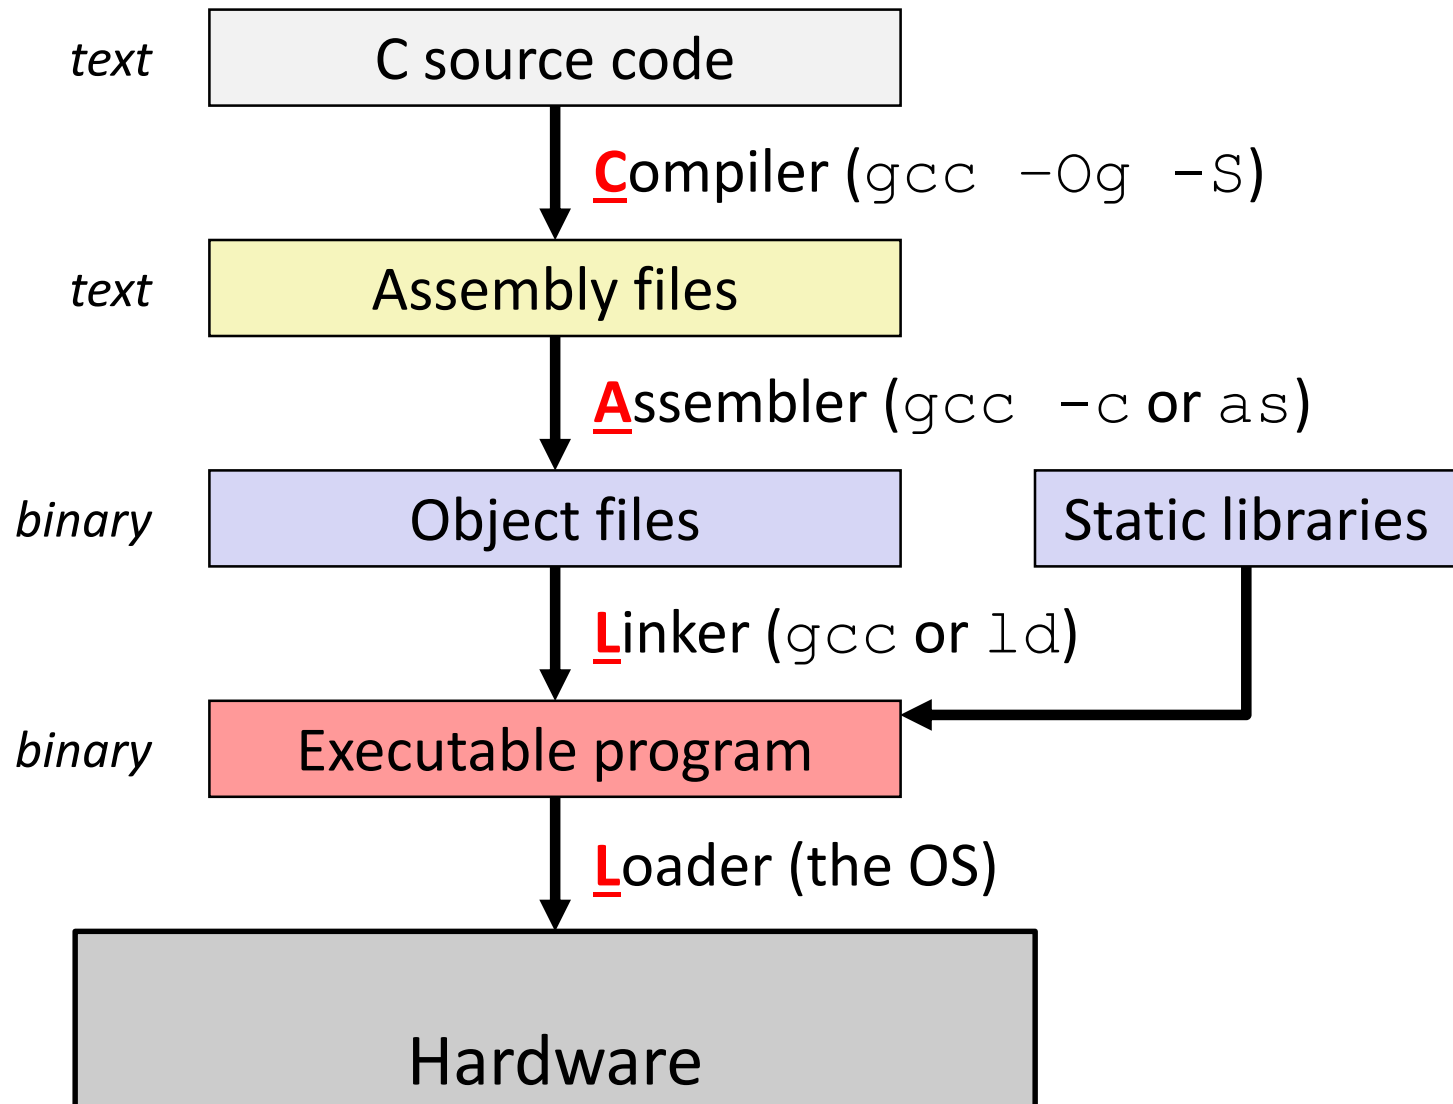 text
C source code
Compiler (gcc –Og -S)
text
Assembly files
Assembler (gcc -c or as)
binary
Object files
Static libraries
Linker (gcc or ld)
binary
Executable program
Loader (the OS)
Hardware